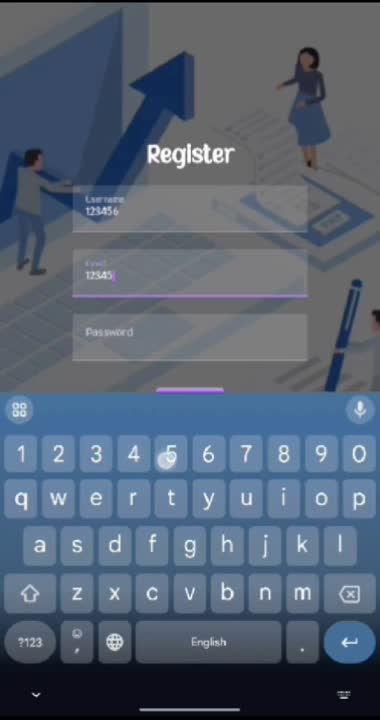 Register
Username
123456
Email
12345
Password
1 2 3 4 5 6 7 8 9 0
q w e r t y u i o p
a s d f g h j k l
z x c v b n m
?123 , English .